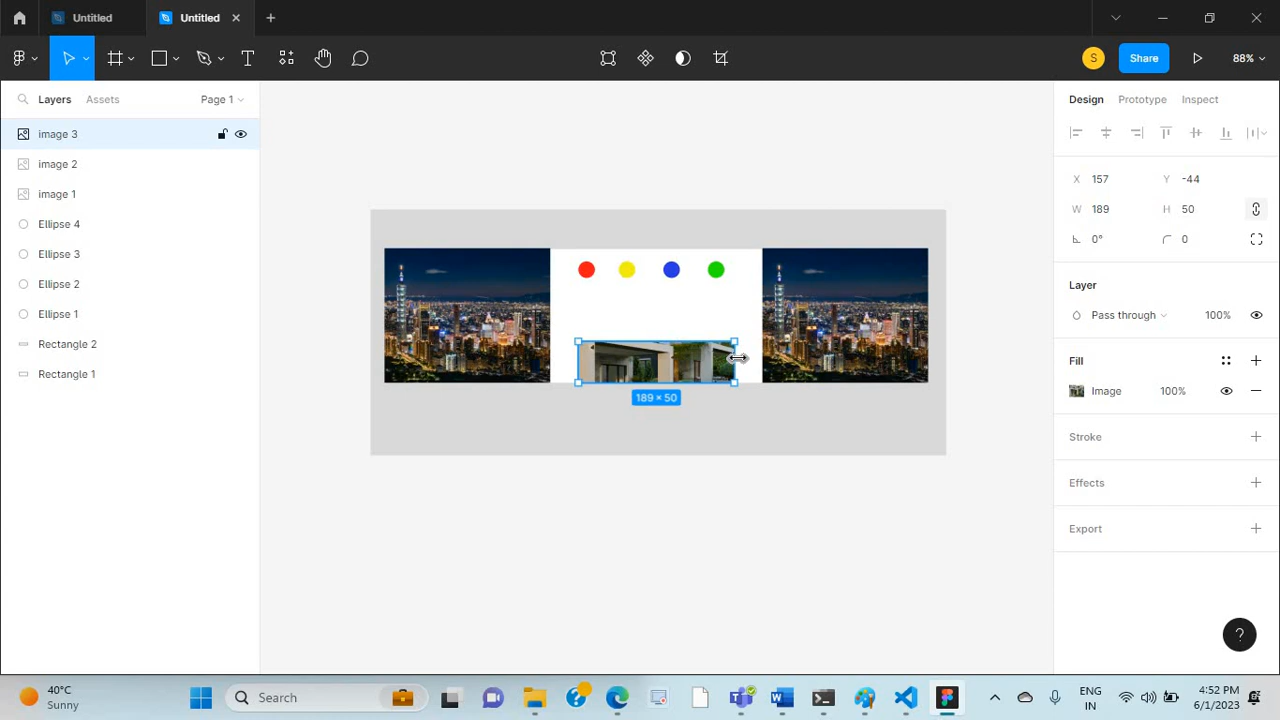 Untitled
Untitled
S
Share
88%
Layers
Assets
Page 1
image 3
image 2
image 1
Ellipse 4
Ellipse 3
Ellipse 2
Ellipse 1
Rectangle 2
Rectangle 1
189 × 50
Design
Prototype
Inspect
X 157
Y -44
W 189
H 50
0°
0
Layer
Pass through
100%
Fill
Image
100%
Stroke
Effects
Export
?
40°C
Sunny
Search
ENG
IN
4:52 PM
6/1/2023